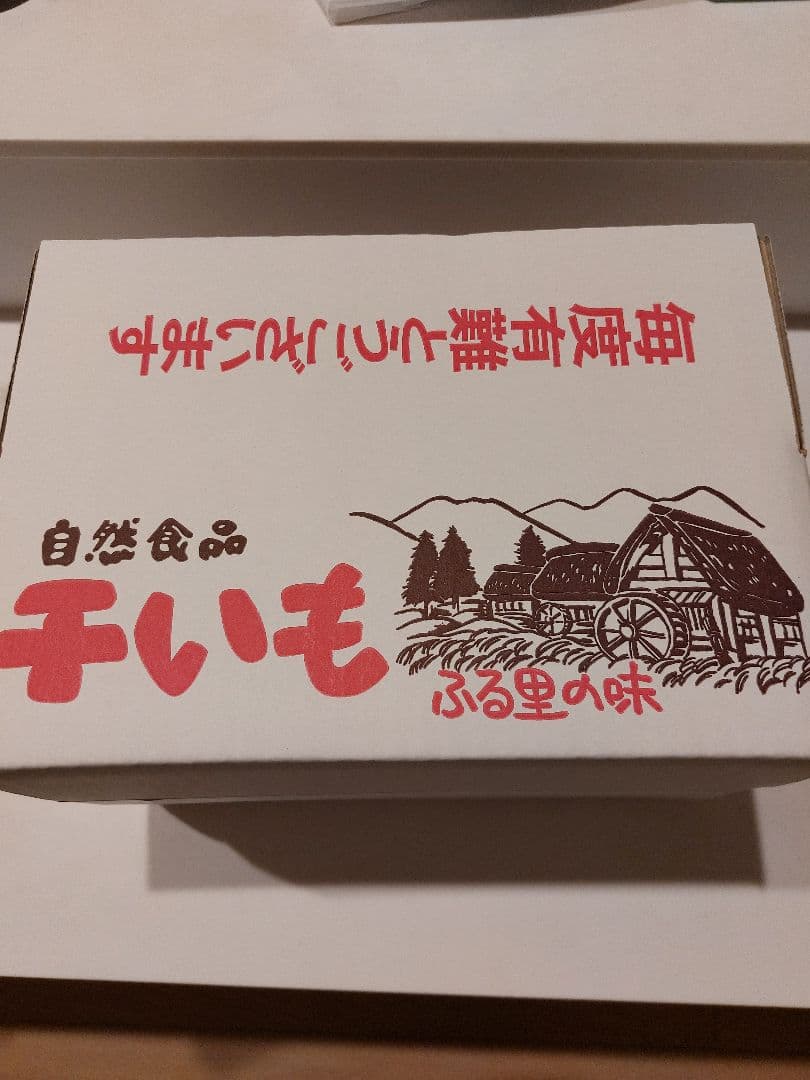 毎度有難とうございます
自然食品
干いも
ふる里の味